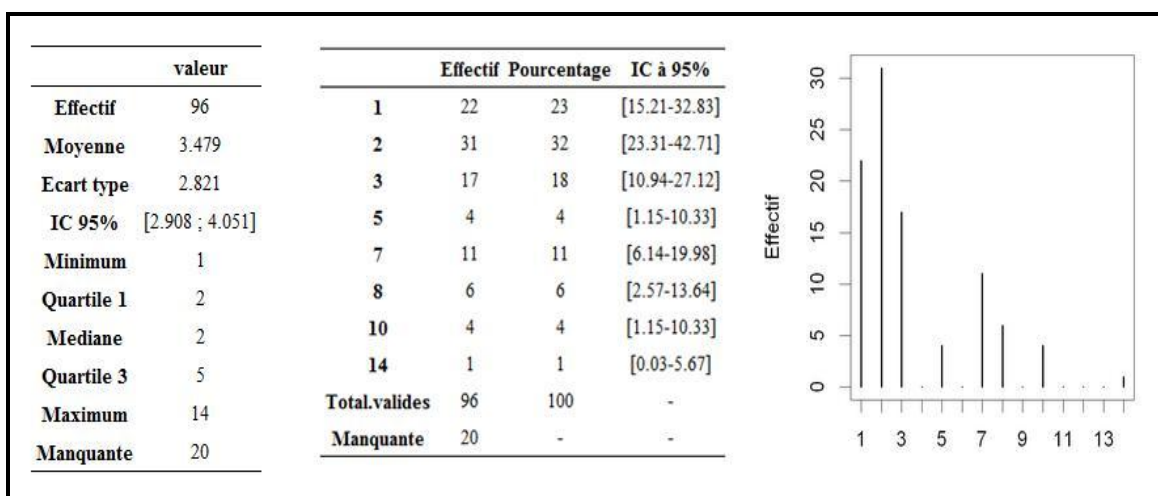 valeur
Effectif 96
Moyenne 3.479
Ecart type 2.821
IC 95% [2.908 ; 4.051]
Minimum 1
Quartile 1 2
Mediane 2
Quartile 3 5
Maximum 14
Manquante 20
Effectif Pourcentage IC à 95%
1 22 23 [15.21-32.83]
2 31 32 [23.31-42.71]
3 17 18 [10.94-27.12]
5 4 4 [1.15-10.33]
7 11 11 [6.14-19.98]
8 6 6 [2.57-13.64]
10 4 4 [1.15-10.33]
14 1 1 [0.03-5.67]
Total.valides 96 100 -
Manquante 20 - -
Effectif
30
25
20
15
10
5
0
1 3 5 7 9 11 13